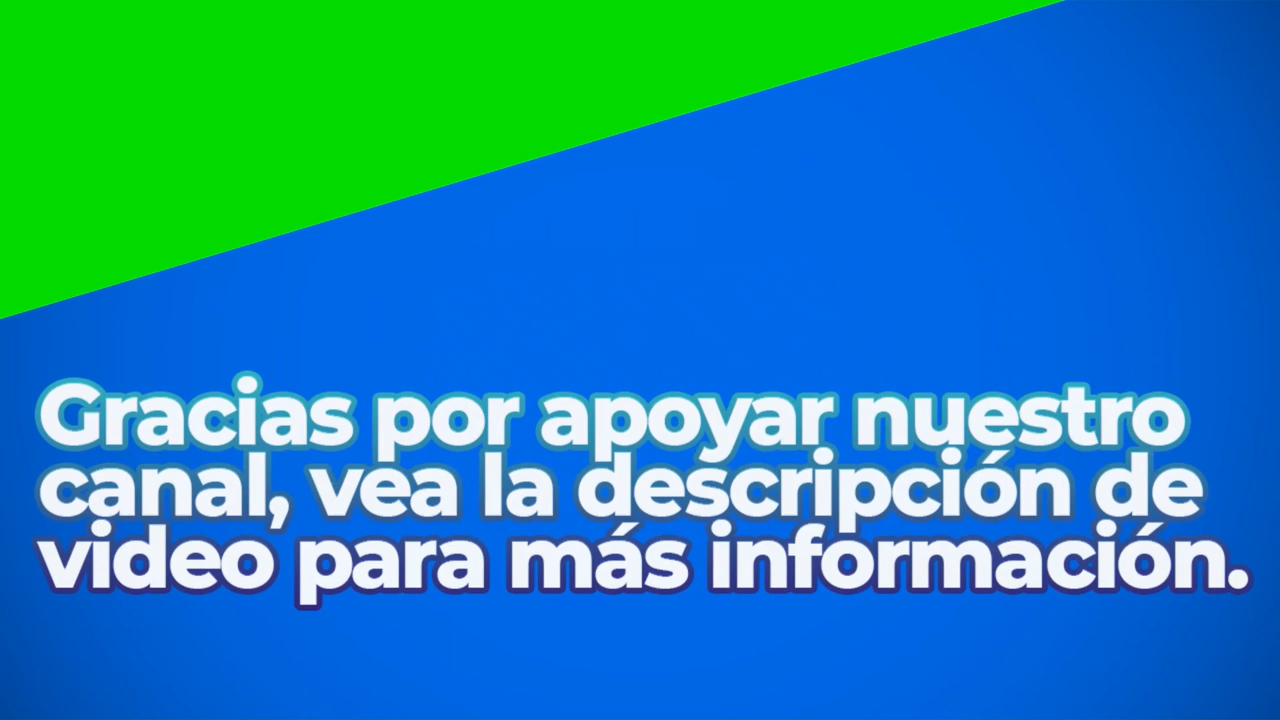 Gracias por apoyar nuestro
canal, vea la descripción de
video para más información.